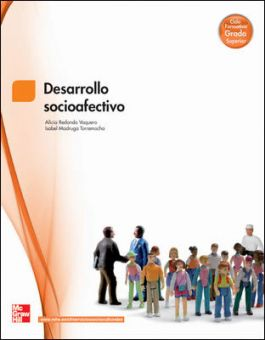 Ciclo
Formativo
Grado
Superior
Desarrollo
socioafectivo
Alicia Redondo Vaquero
Isabel Madruga Torremocha
Mc
Graw
Hill